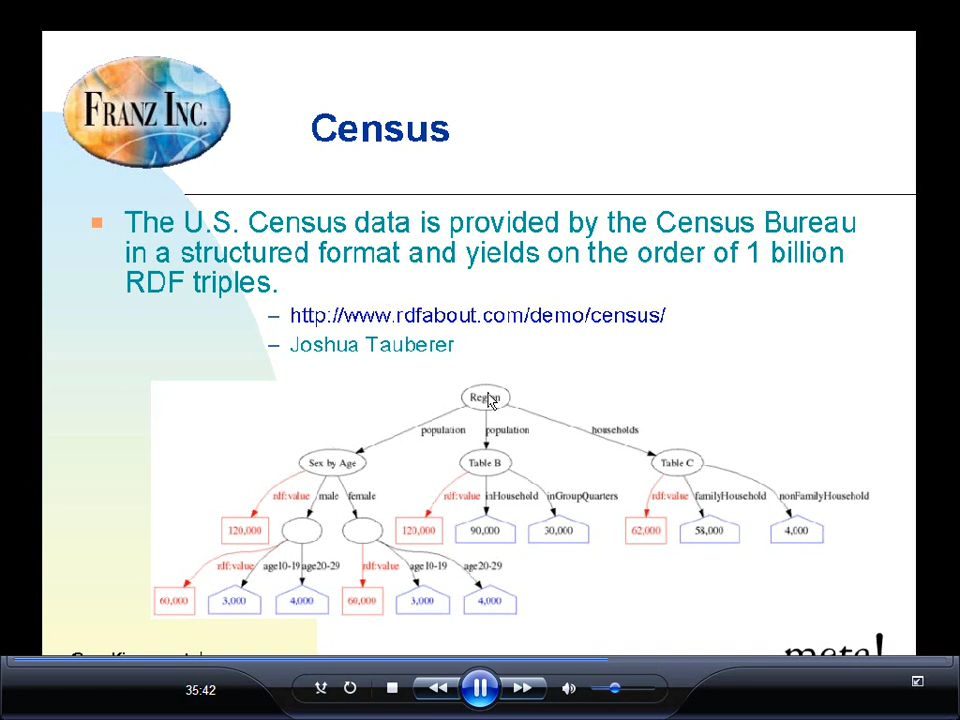 FRANZ INC.
Census
The U.S. Census data is provided by the Census Bureau
in a structured format and yields on the order of 1 billion
RDF triples.
– http://www.rdfabout.com/demo/census/
– Joshua Tauberer
Region
population population households
Sex by Age Table B Table C
rdf:value male female rdf:value inHousehold inGroupQuarters rdf:value familyHousehold nonFamilyHousehold
120,000 120,000 90,000 30,000 62,000 58,000 4,000
rdf:value age10-19 age20-29 rdf:value age10-19 age20-29
60,000 3,000 4,000 60,000 3,000 4,000
meta!
35:42